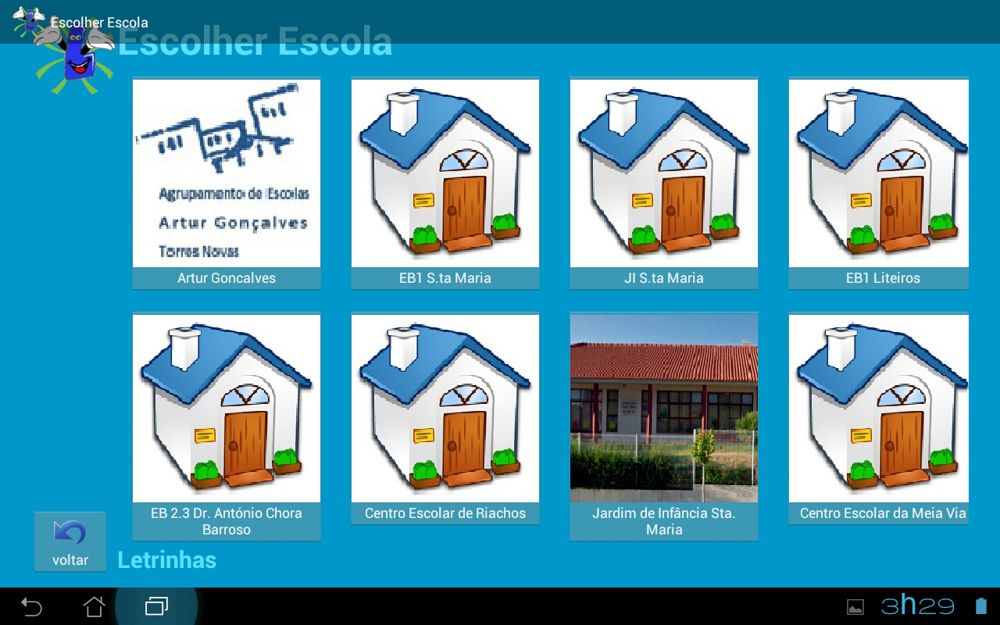 Escolher Escola
Escolher Escola
Agrupamento de Escolas
Artur Gonçalves
Torres Novas
Artur Goncalves
EB1 S.ta Maria
JI S.ta Maria
EB1 Liteiros
EB 2.3 Dr. António Chora
Barroso
Centro Escolar de Riachos
Jardim de Infância Sta.
Maria
Centro Escolar da Meia Via
voltar
Letrinhas
3h29